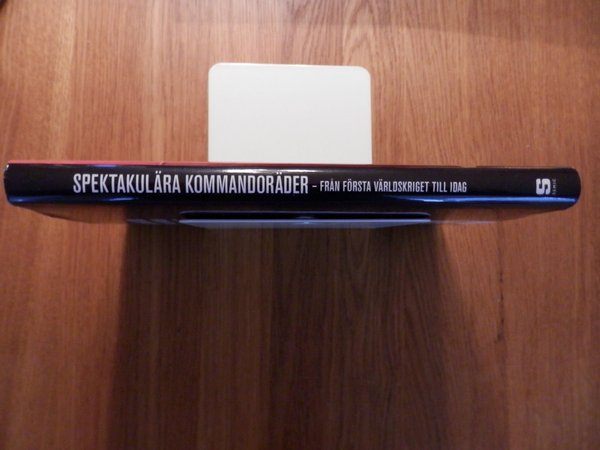 SPEKTAKULÄRA KOMMANDORÄDER – FRÅN FÖRSTA VÄRLDSKRIGET TILL IDAG
S